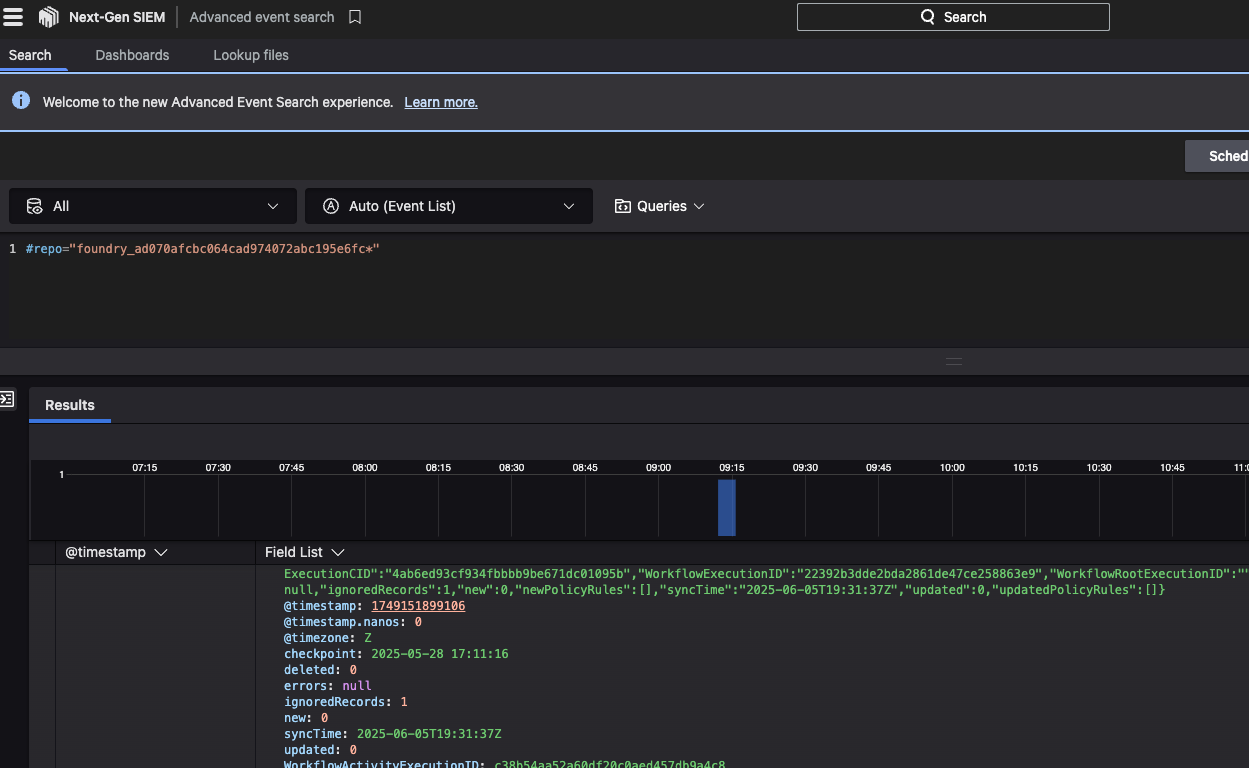 Next-Gen SIEM Advanced event search Search
Search Dashboards Lookup files
Welcome to the new Advanced Event Search experience. Learn more.
Sched
All Auto (Event List) Queries
1 #repo="foundry_ad070afcbc064cad974072abc195e6fc*"
Results
07:15 07:30 07:45 08:00 08:15 08:30 08:45 09:00 09:15 09:30 09:45 10:00 10:15 10:30 10:45 11:0
1
@timestamp Field List
ExecutionCID":"4ab6ed93cf934fbbbb9be671dc01095b","WorkflowExecutionID":"22392b3dde2bda2861de47ce258863e9","WorkflowRootExecutionID":""
null,"ignoredRecords":1,"new":0,"newPolicyRules":[],"syncTime":"2025-06-05T19:31:37Z","updated":0,"updatedPolicyRules":[]}
@timestamp: 1749151899106
@timestamp.nanos: 0
@timezone: Z
checkpoint: 2025-05-28 17:11:16
deleted: 0
errors: null
ignoredRecords: 1
new: 0
syncTime: 2025-06-05T19:31:37Z
updated: 0
WorkflowActivityExecutionID: c38b54aa52a60df20c0aed457db9a4c8